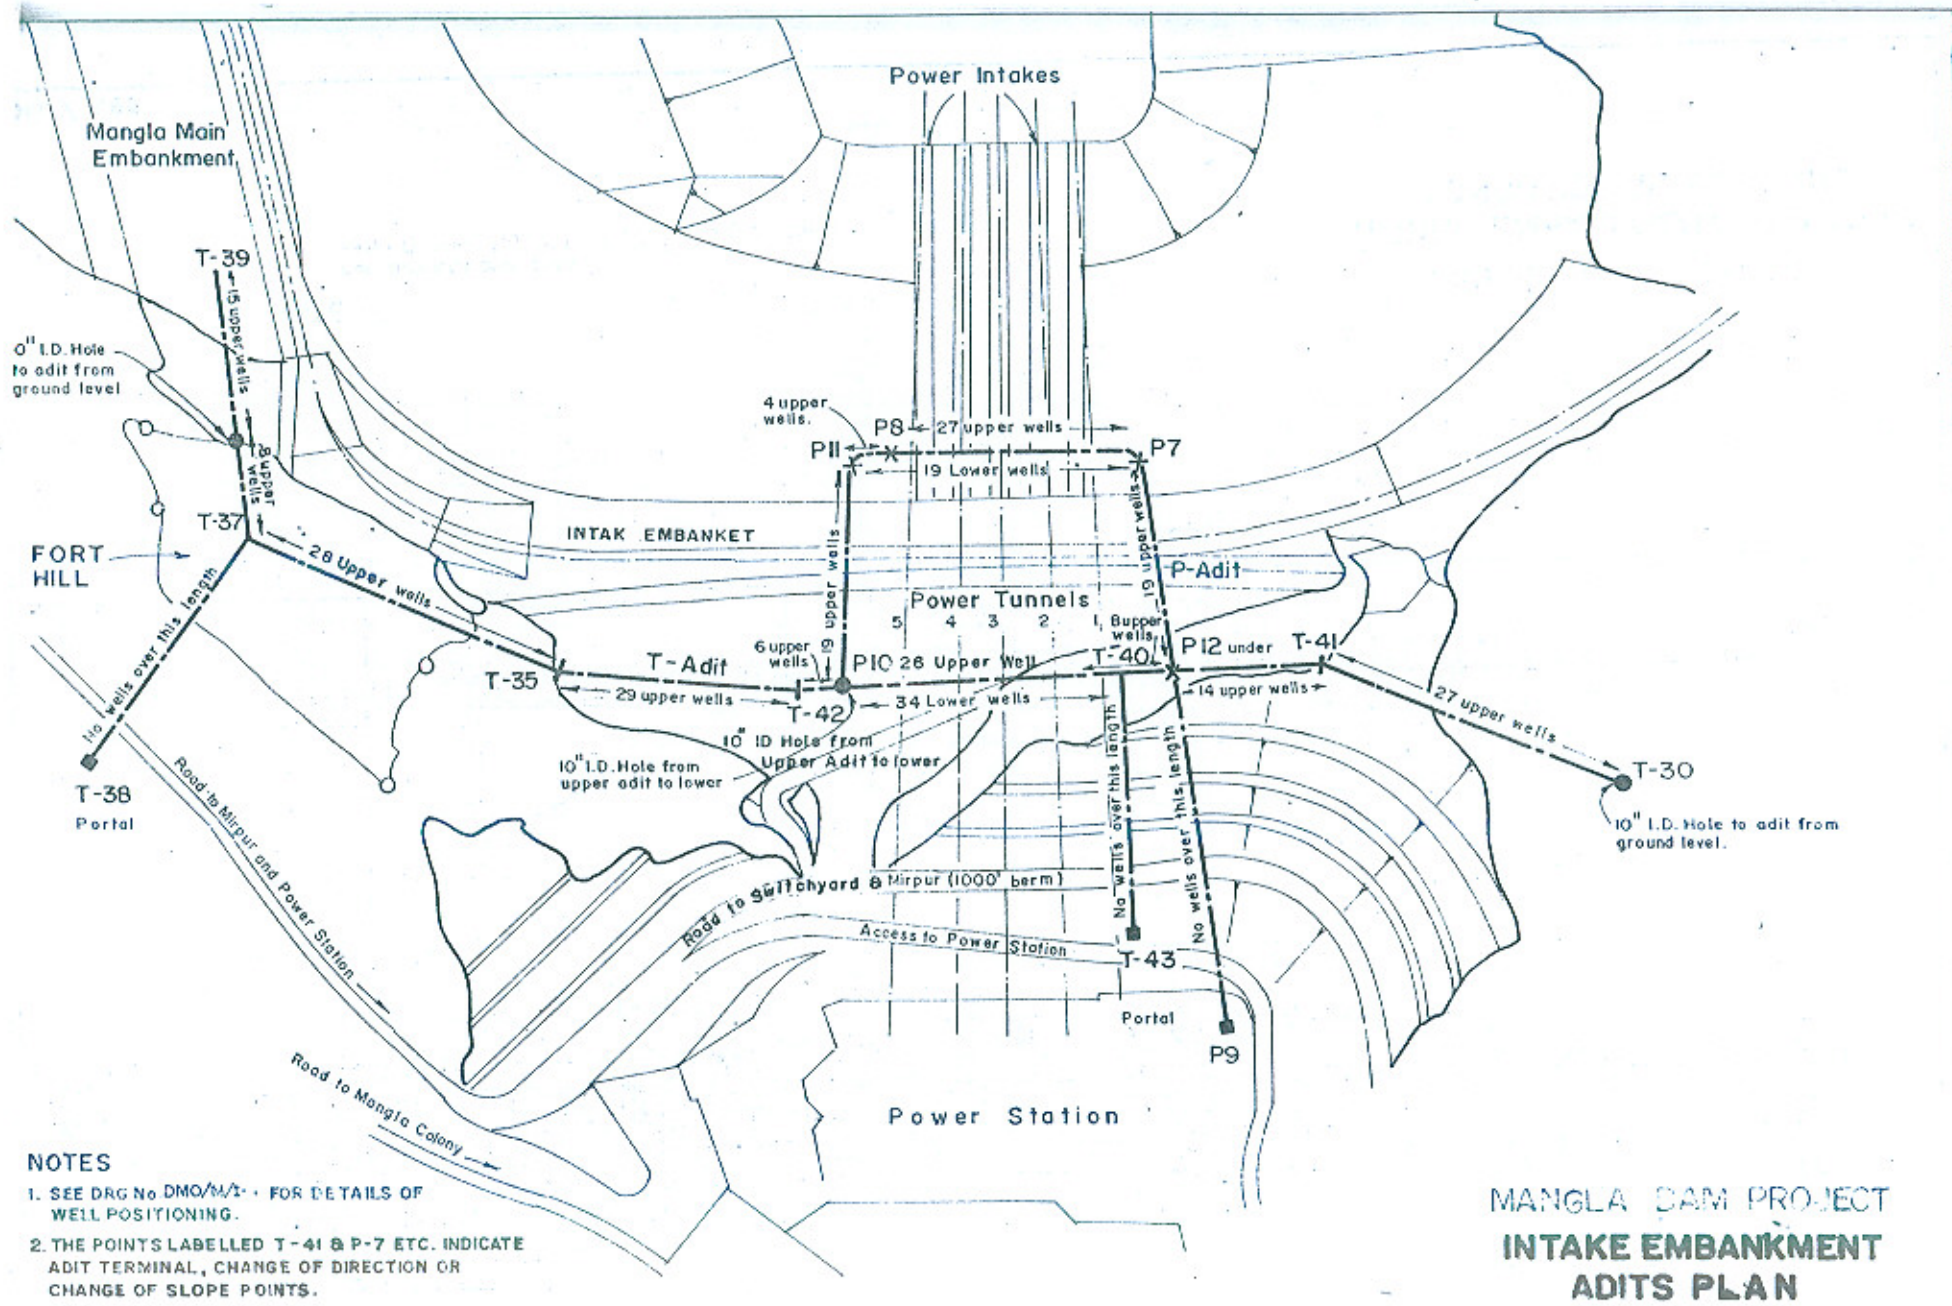 Power Intakes
Mangla Main
Embankment
T-39
15 upper wells
0" I.D. Hole
to adit from
ground level
8 upper
wells
4 upper
wells.
P8
27 upper wells
P11
P7
19 Lower wells
T-37
INTAK EMBANKET
FORT
HILL
28 Upper wells
No wells over this length
19 upper wells
19 upper wells
P-Adit
Power Tunnels
5 4 3 2 1
8 upper
wells
6 upper
wells
T-Adit
P10
26 Upper Well
T-40
P12 under
T-41
T-35
29 upper wells
T-42
34 Lower wells
14 upper wells
27 upper wells
10" ID Hole from
Upper Adit to lower
10" I.D. Hole from
upper adit to lower
T-30
10" I.D. Hole to adit from
ground level.
T-38
Portal
Road to Mirpur and Power Station
No wells over this length
No wells over this length
Road to Switchyard & Mirpur (1000' berm)
Access to Power Station
T-43
Portal
P9
Road to Mangla Colony
Power Station
NOTES
1. SEE DRG No DMO/M/I- . FOR DETAILS OF
WELL POSITIONING.
2. THE POINTS LABELLED T-41 & P-7 ETC. INDICATE
ADIT TERMINAL, CHANGE OF DIRECTION OR
CHANGE OF SLOPE POINTS.
MANGLA DAM PROJECT
INTAKE EMBANKMENT
ADITS PLAN